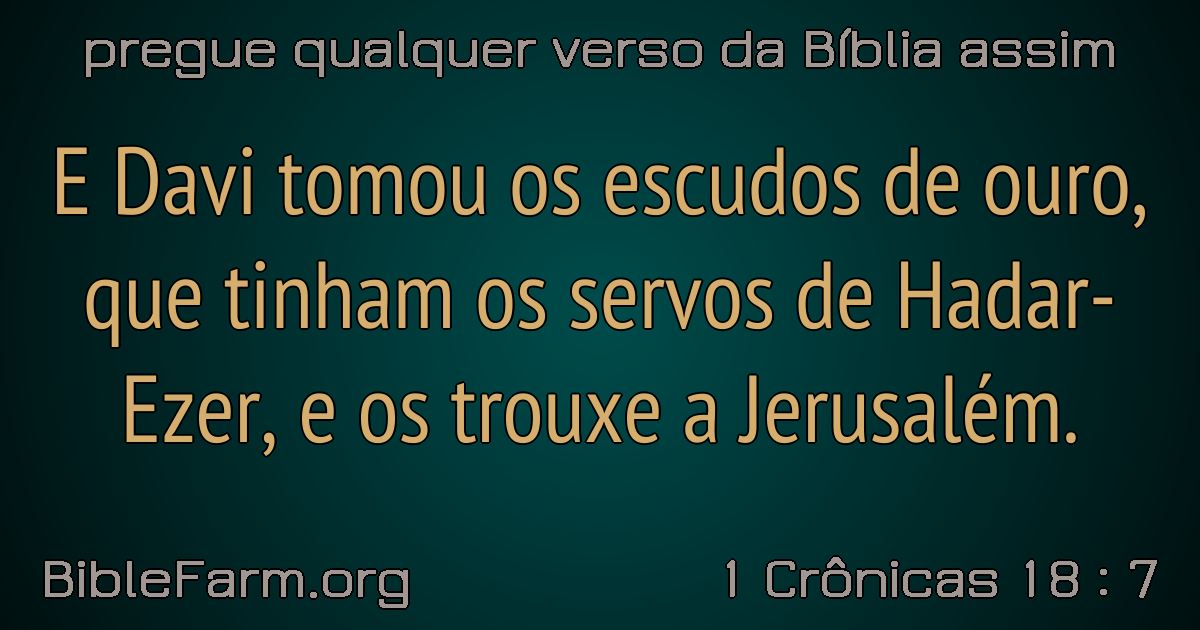 pregue qualquer verso da Bíblia assim
E Davi tomou os escudos de ouro,
que tinham os servos de Hadar-
Ezer, e os trouxe a Jerusalém.
BibleFarm.org
1 Crônicas 18 : 7